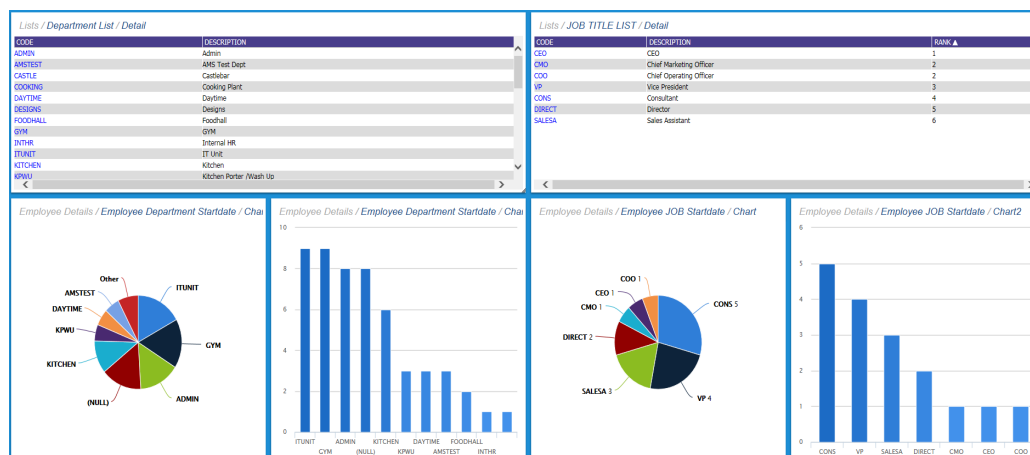 Lists / Department List / Detail
CODE DESCRIPTION
ADMIN Admin
AMSTEST AMS Test Dept
CASTLE Castlebar
COOKING Cooking Plant
DAYTIME Daytime
DESIGNS Designs
FOODHALL Foodhall
GYM GYM
INTHR Internal HR
ITUNIT IT Unit
KITCHEN Kitchen
KPWU Kitchen Porter /Wash Up
Lists / JOB TITLE LIST / Detail
CODE DESCRIPTION RANK▲
CEO CEO 1
CMO Chief Marketing Officer 2
COO Chief Operating Officer 2
VP Vice President 3
CONS Consultant 4
DIRECT Director 5
SALESA Sales Assistant 6
Employee Details / Employee Department Startdate / Chai
Other
ITUNIT
AMSTEST
DAYTIME
KPWU
GYM
KITCHEN
(NULL)
ADMIN
Employee Details / Employee Department Startdate / Chai
10
8
6
4
2
0
ITUNIT ADMIN KITCHEN DAYTIME FOODHALL
GYM (NULL) KPWU AMSTEST INTHR
Employee Details / Employee JOB Startdate / Chart
COO 1
CEO 1
CMO 1
CONS 5
DIRECT 2
SALESA 3
VP 4
Employee Details / Employee JOB Startdate / Chart2
6
5
4
3
2
1
0
CONS VP SALESA DIRECT CMO CEO COO